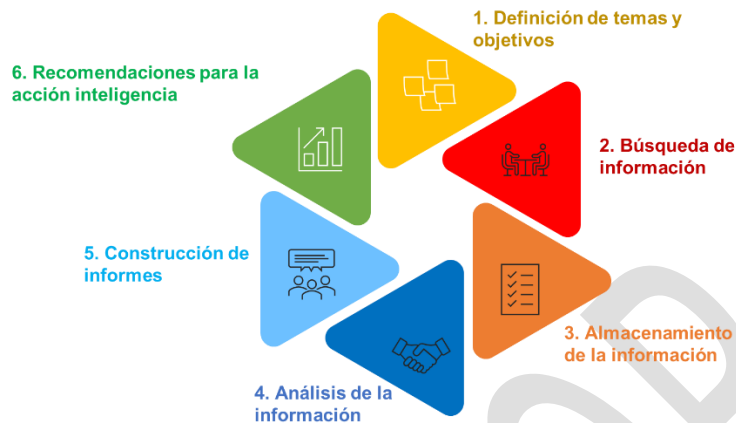 1. Definición de temas y
objetivos
2. Búsqueda de
información
3. Almacenamiento
de la información
4. Análisis de la
información
5. Construcción de
informes
6. Recomendaciones para la
acción inteligencia